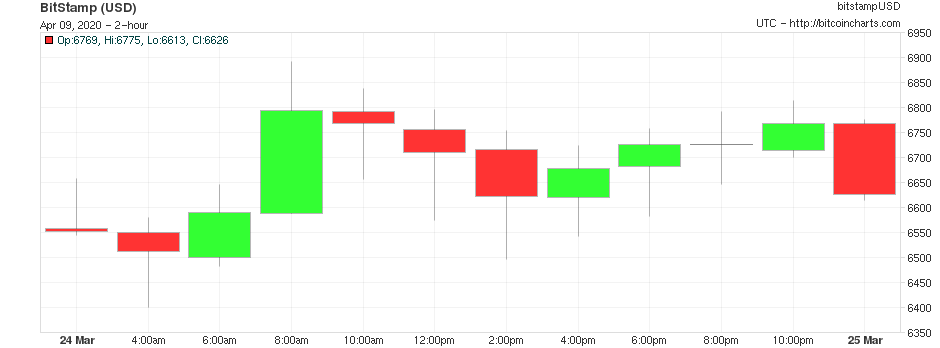 BitStamp (USD)
bitstampUSD
Apr 09, 2020 - 2-hour
UTC - http://bitcoincharts.com
Op:6769, Hi:6775, Lo:6613, Cl:6626
6950
6900
6850
6800
6750
6700
6650
6600
6550
6500
6450
6400
6350
24 Mar 4:00am 6:00am 8:00am 10:00am 12:00pm 2:00pm 4:00pm 6:00pm 8:00pm 10:00pm 25 Mar